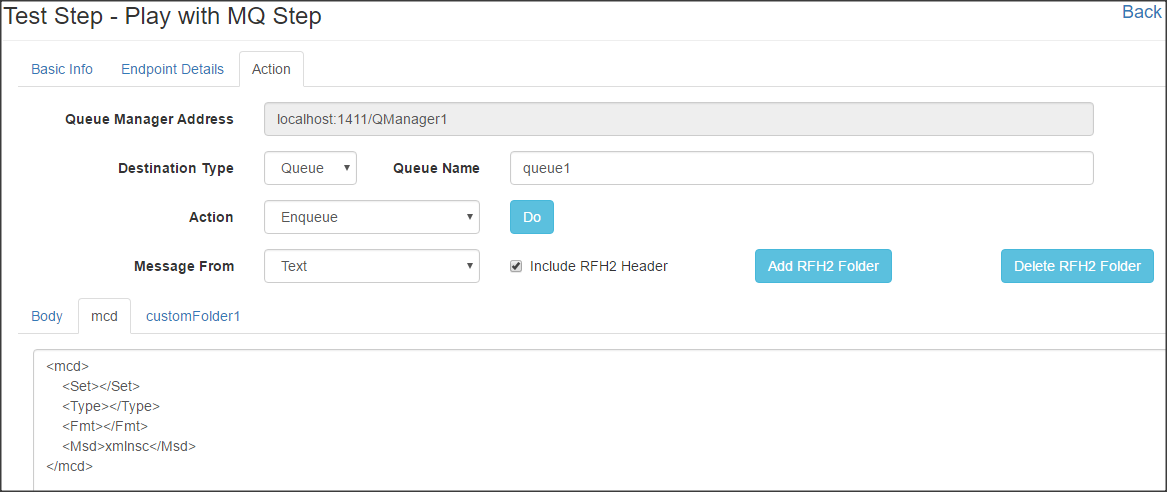 Test Step - Play with MQ Step Back
Basic Info Endpoint Details Action
Queue Manager Address localhost:1411/QManager1
Destination Type Queue Queue Name queue1
Action Enqueue Do
Message From Text Include RFH2 Header Add RFH2 Folder Delete RFH2 Folder
Body mcd customFolder1
<mcd>
<Set></Set>
<Type></Type>
<Fmt></Fmt>
<Msd>xmlnsc</Msd>
</mcd>